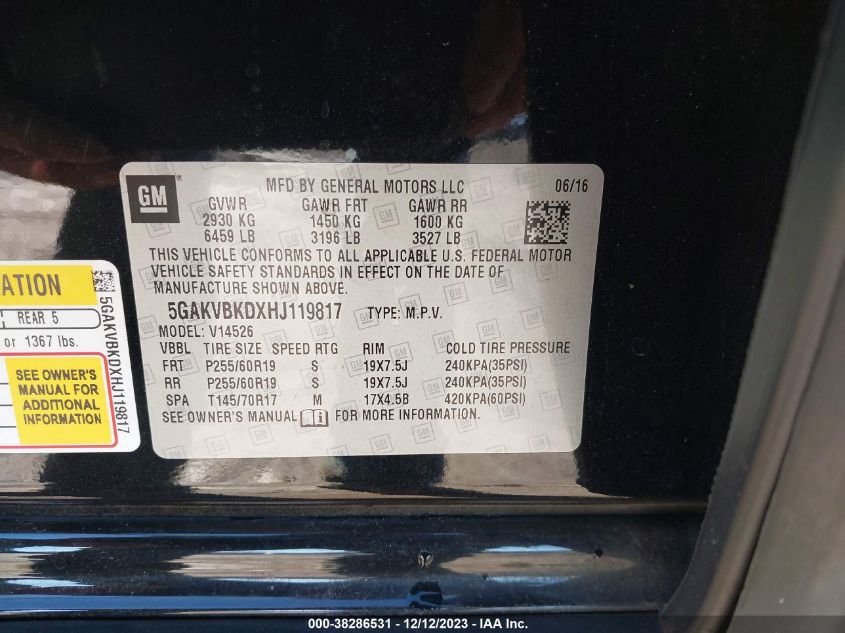 GM
MFD BY GENERAL MOTORS LLC 06/16
GVWR GAWR FRT GAWR RR
2930 KG 1450 KG 1600 KG
6459 LB 3196 LB 3527 LB
THIS VEHICLE CONFORMS TO ALL APPLICABLE U.S. FEDERAL MOTOR
VEHICLE SAFETY STANDARDS IN EFFECT ON THE DATE OF
MANUFACTURE SHOWN ABOVE.
5GAKVBKDXHJ119817 TYPE: M.P.V.
MODEL: V14526
VBBL TIRE SIZE SPEED RTG RIM COLD TIRE PRESSURE
FRT P255/60R19 S 19X7.5J 240KPA(35PSI)
RR P255/60R19 S 19X7.5J 240KPA(35PSI)
SPA T145/70R17 M 17X4.5B 420KPA(60PSI)
SEE OWNER'S MANUAL FOR MORE INFORMATION.
REAR 5
or 1367 lbs.
SEE OWNER'S
MANUAL FOR
ADDITIONAL
INFORMATION
5GAKVBKDXHJ119817
000-38286531 - 12/12/2023 - IAAI.com